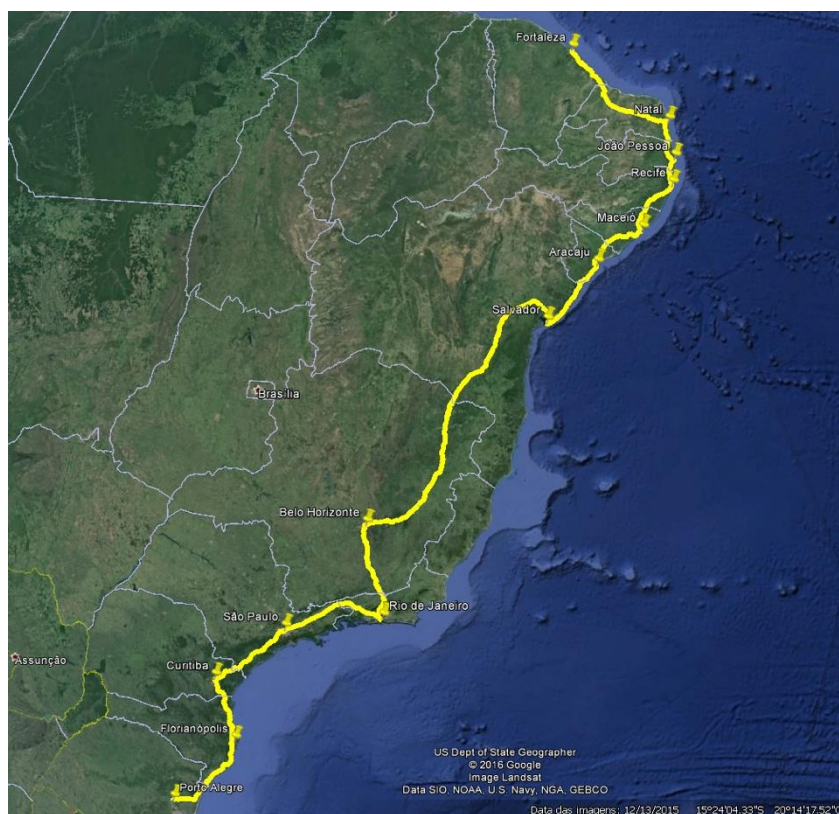 Fortaleza
Natal
João Pessoa
Recife
Maceió
Aracaju
Salvador
Brasília
Belo Horizonte
Rio de Janeiro
São Paulo
Assunção
Curitiba
Florianópolis
Porto Alegre
US Dept of State Geographer
© 2016 Google
Image Landsat
Data SIO, NOAA, U.S. Navy, NGA, GEBCO
Data das imagens: 12/13/2015 15°24'04.33"S 20°14'17.52"